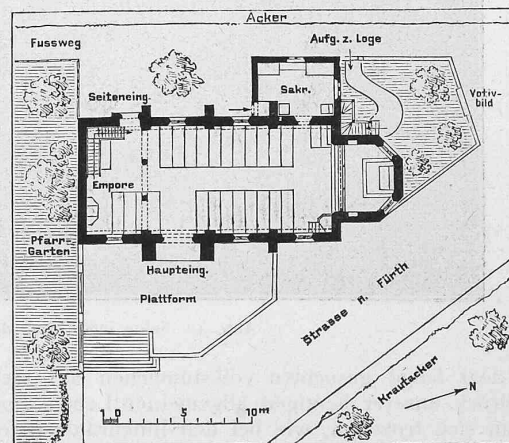 Acker
Fussweg
Aufg. z. Loge
Seiteneing.
Sakr.
Votiv-
bild
Empore
Pfarr-
Garten
Haupteing.
Plattform
Strasse n. Fürth
Krautacker
N
1 0 5 10 m